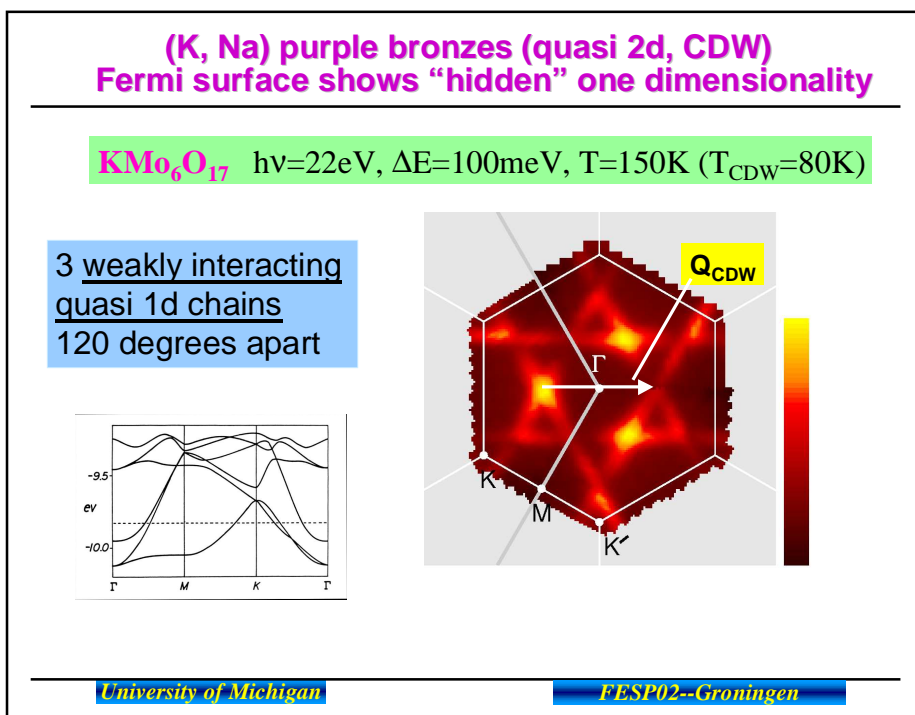 (K, Na) purple bronzes (quasi 2d, CDW)
Fermi surface shows “hidden” one dimensionality
KMo₆O₁₇ hν=22eV, ΔE=100meV, T=150K (T_CDW=80K)
3 weakly interacting
quasi 1d chains
120 degrees apart
Q_CDW
Γ
K
M
K′
-9.5
ev
-10.0
Γ M K Γ
University of Michigan
FESP02--Groningen